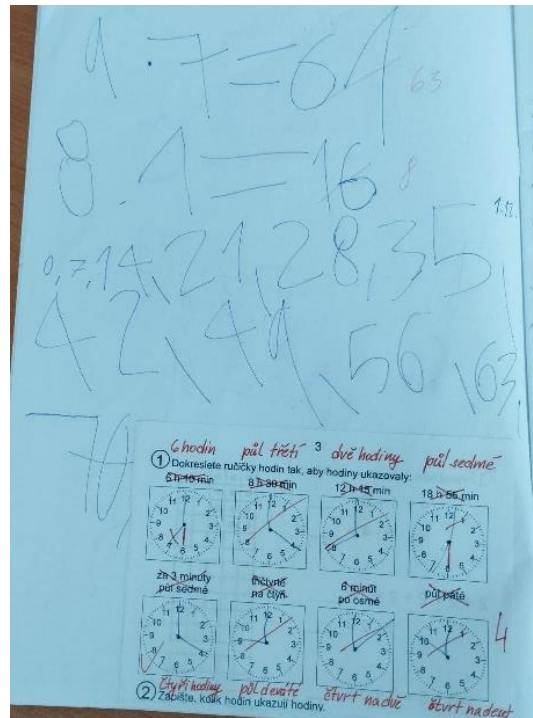 9 · 7 = 64 63
8 · 1 = 16 8
1.12.
0, 7, 14, 21, 28, 35,
42, 49, 56, 63,
70,
3
6 hodin půl třetí dvě hodiny půl sedmé
1 Dokreslete ručičky hodin tak, aby hodiny ukazovaly:
8 h 30 min 12 h 15 min 18 h 55 min
za 3 minuty půl sedmé
třičtvrtě na čtyři
6 minut po osmé
půl páté
4
čtyři hodiny půl deváté čtvrt na dvě čtvrt na deset
2 Zapište, kolik hodin ukazují hodiny.